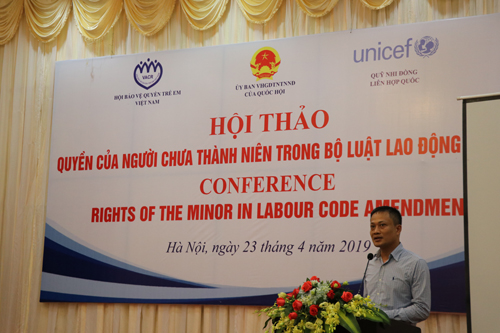 VACR
HỘI BẢO VỆ QUYỀN TRẺ EM
VIỆT NAM
ỦY BAN VHGDTNTNNĐ
CỦA QUỐC HỘI
unicef
QUỸ NHI ĐỒNG
LIÊN HỢP QUỐC
HỘI THẢO
QUYỀN CỦA NGƯỜI CHƯA THÀNH NIÊN TRONG BỘ LUẬT LAO ĐỘNG
CONFERENCE
RIGHTS OF THE MINOR IN LABOUR CODE AMENDMEN
Hà Nội, ngày 23 tháng 4 năm 2019